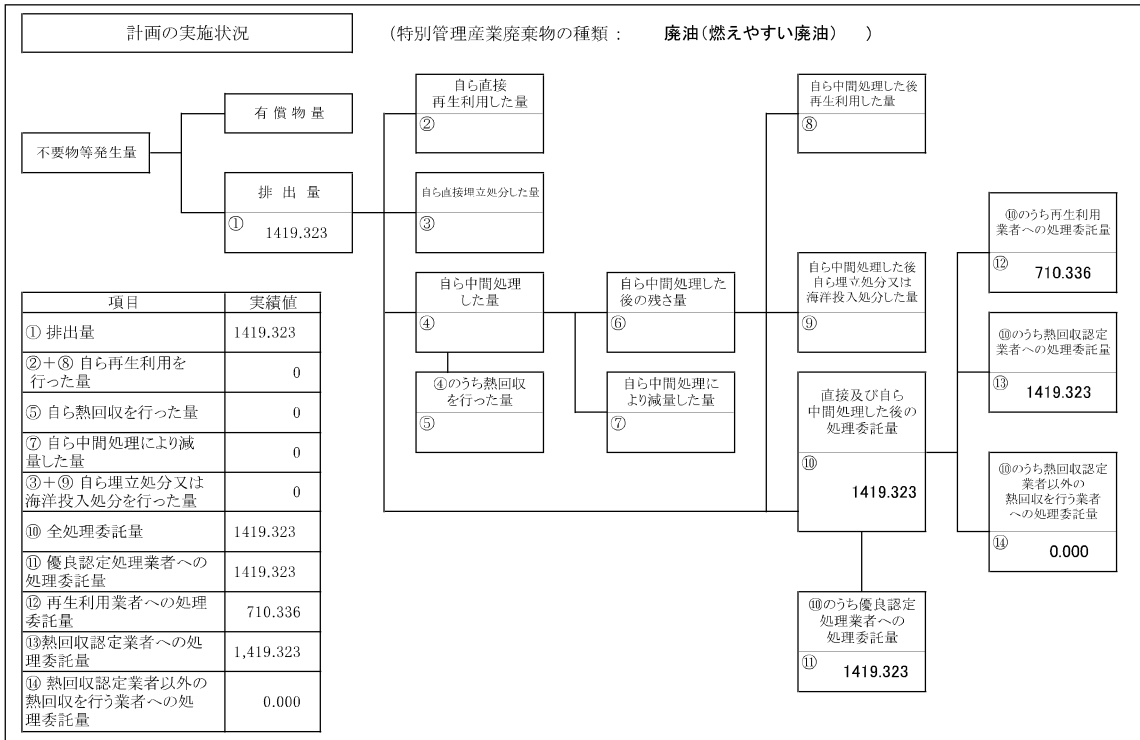 計画の実施状況
(特別管理産業廃棄物の種類： 廃油(燃えやすい廃油) )
不要物等発生量
有償物量
排出量
①
1419.323
自ら直接
再生利用した量
②
自ら直接埋立処分した量
③
自ら中間処理
した量
④
④のうち熱回収
を行った量
⑤
自ら中間処理した
後の残さ量
⑥
自ら中間処理に
より減量した量
⑦
自ら中間処理した後
再生利用した量
⑧
自ら中間処理した後
自ら埋立処分又は
海洋投入処分した量
⑨
直接及び自ら
中間処理した後の
処理委託量
⑩
1419.323
⑩のうち優良認定
処理業者への
処理委託量
⑪
1419.323
⑩のうち再生利用
業者への処理委託量
⑫
710.336
⑩のうち熱回収認定
業者への処理委託量
⑬
1419.323
⑩のうち熱回収認定
業者以外の
熱回収を行う業者
への処理委託量
⑭
0.000
項目 実績値
① 排出量 1419.323
②＋⑧ 自ら再生利用を
行った量 0
⑤ 自ら熱回収を行った量 0
⑦ 自ら中間処理により減
量した量 0
③＋⑨ 自ら埋立処分又は
海洋投入処分を行った量 0
⑩ 全処理委託量 1419.323
⑪ 優良認定処理業者への
処理委託量 1419.323
⑫ 再生利用業者への処理
委託量 710.336
⑬熱回収認定業者への処
理委託量 1,419.323
⑭ 熱回収認定業者以外の
熱回収を行う業者への処
理委託量 0.000